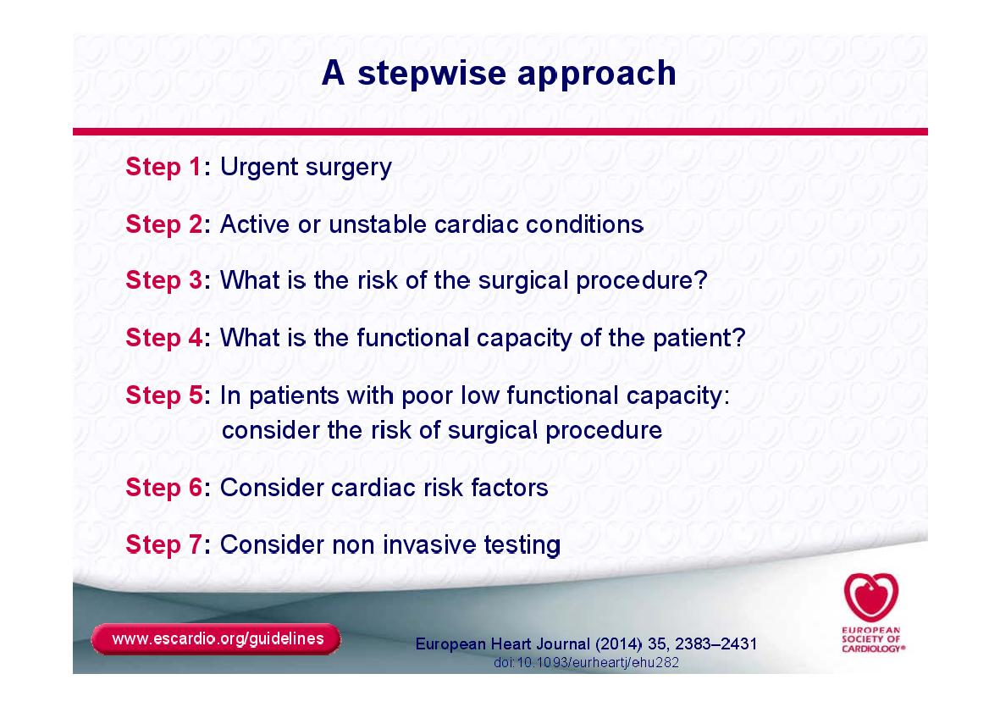 A stepwise approach
Step 1: Urgent surgery
Step 2: Active or unstable cardiac conditions
Step 3: What is the risk of the surgical procedure?
Step 4: What is the functional capacity of the patient?
Step 5: In patients with poor low functional capacity:
consider the risk of surgical procedure
Step 6: Consider cardiac risk factors
Step 7: Consider non invasive testing
www.escardio.org/guidelines
European Heart Journal (2014) 35, 2383–2431
doi:10.1093/eurheartj/ehu282
EUROPEAN
SOCIETY OF
CARDIOLOGY®